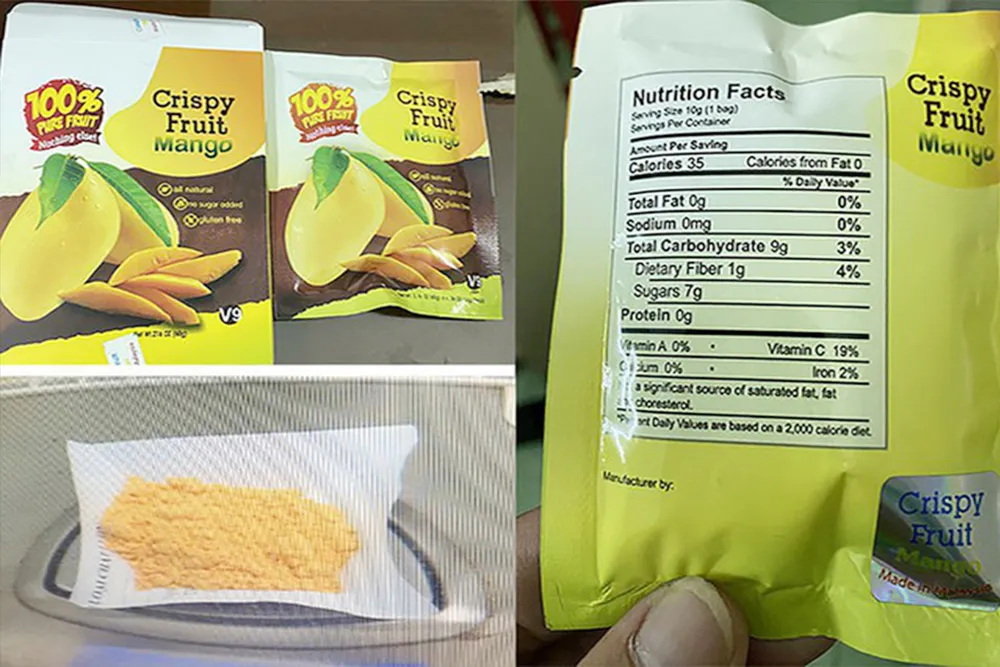 100%
PURE FRUIT
Nothing else!
Crispy
Fruit
Mango
all natural
no sugar added
gluten free
V9
100%
PURE FRUIT
Nothing else!
Crispy
Fruit
Mango
all natural
no sugar
V9
Nutrition Facts
Serving Size 10g (1 bag)
Servings Per Container
Amount Per Saving
Calories 35 Calories from Fat 0
% Daily Value*
Total Fat 0g 0%
Sodium 0mg 0%
Total Carbohydrate 9g 3%
Dietary Fiber 1g 4%
Sugars 7g
Protein 0g
Vitamin A 0% • Vitamin C 19%
0% • Iron 2%
a significant source of saturated fat, fat
choresterol.
Daily Values are based on a 2,000 calorie diet.
Manufacturer by:
Crispy
Fruit
Mango
Crispy
Fruit
Mango
Made in Malaysia